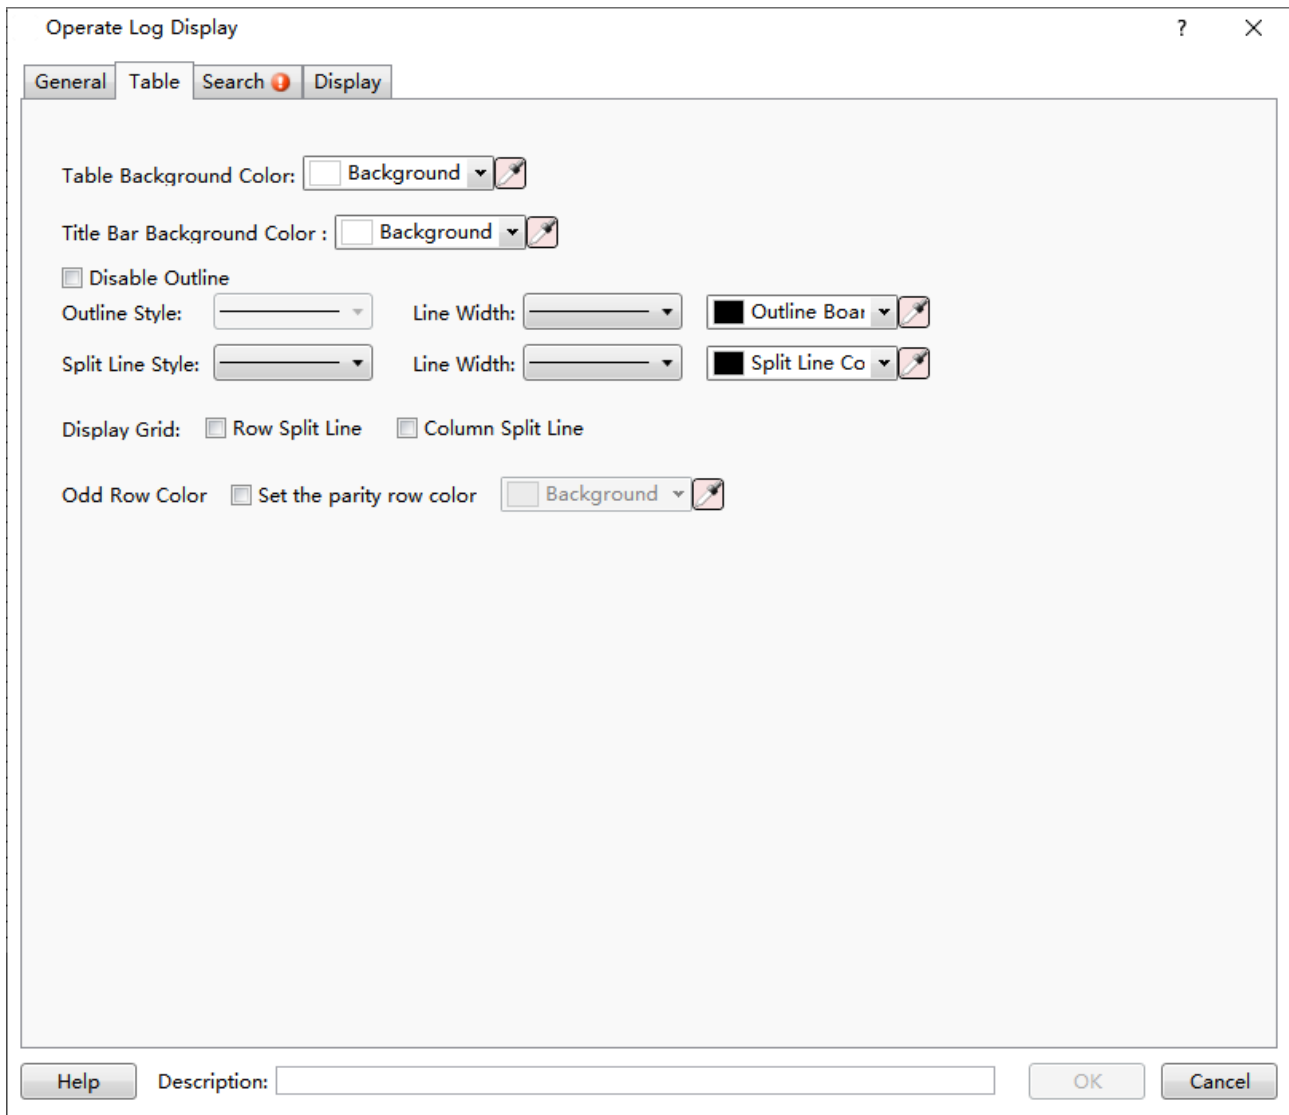 Operate Log Display ?
General Table Search Display
Table Background Color: Background
Title Bar Background Color : Background
Disable Outline
Outline Style: Line Width: Outline Boar
Split Line Style: Line Width: Split Line Co
Display Grid: Row Split Line Column Split Line
Odd Row Color Set the parity row color Background
Help Description: OK Cancel